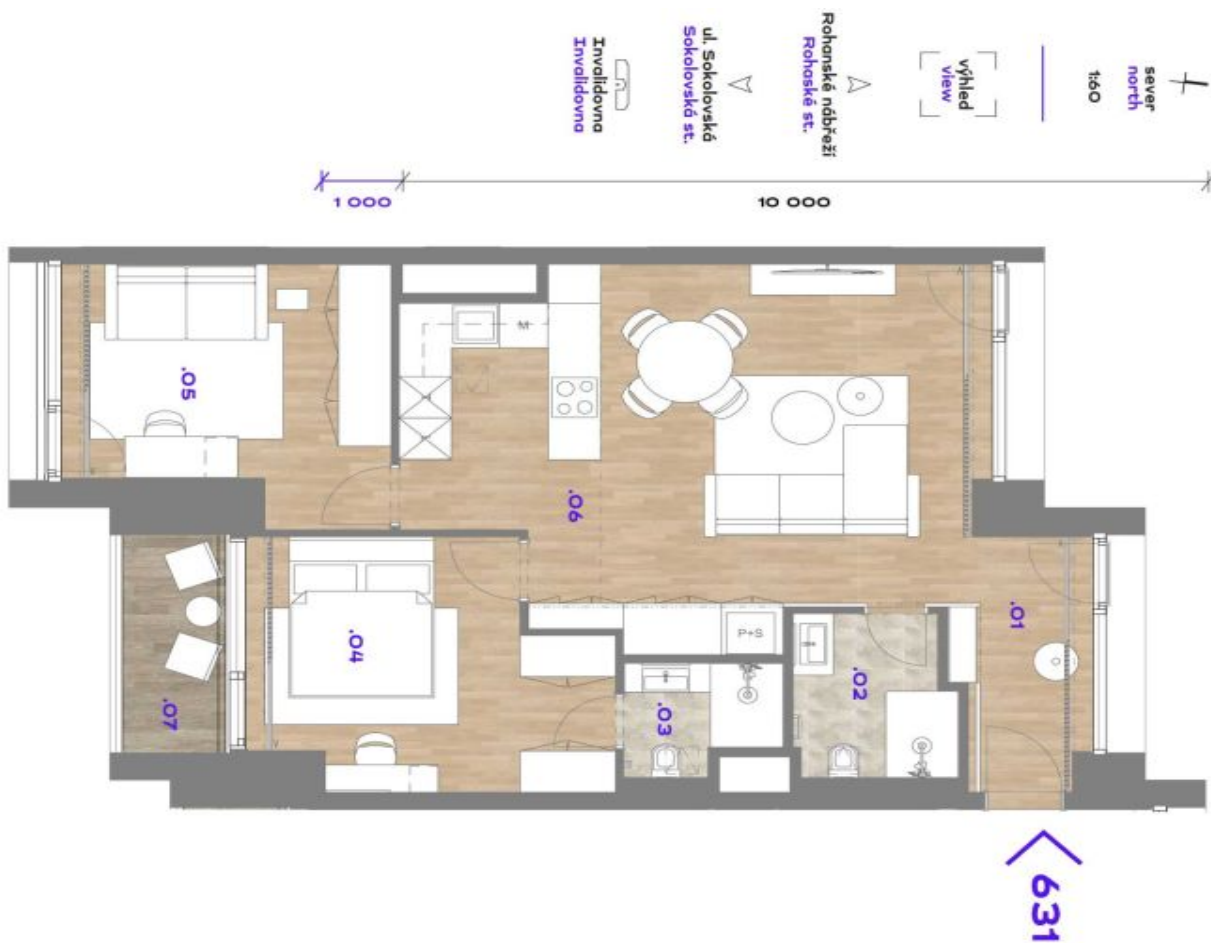 sever
north
1:60
výhled
view
Rohanské nábřeží
Rohaské st.
ul. Sokolovská
Sokolovská st.
Invalidovna
Invalidovna
1 000
10 000
.05
M
.06
.01
P+S
.04
.02
.03
.07
631